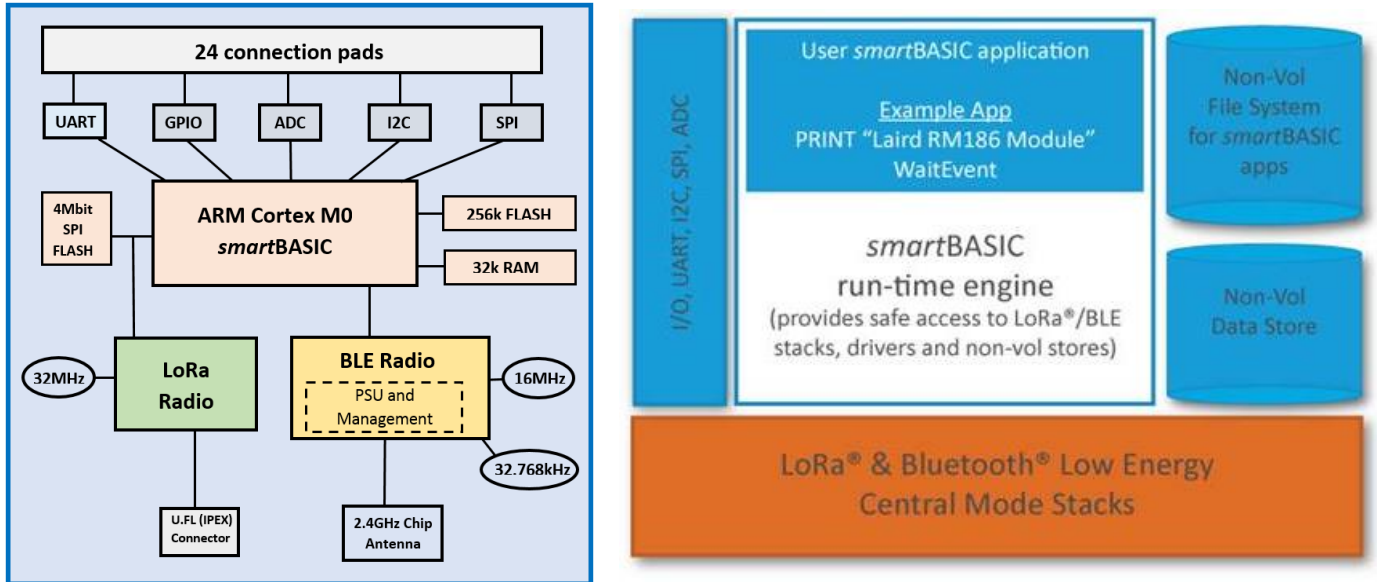 24 connection pads
UART
GPIO
ADC
I2C
SPI
4Mbit
SPI
FLASH
ARM Cortex M0
smartBASIC
256k FLASH
32k RAM
32MHz
LoRa
Radio
BLE Radio
PSU and
Management
16MHz
32.768kHz
U.FL (IPEX)
Connector
2.4GHz Chip
Antenna
I/O, UART, I2C, SPI, ADC
User smartBASIC application
Example App
PRINT “Laird RM186 Module”
WaitEvent
smartBASIC
run-time engine
(provides safe access to LoRa®/BLE
stacks, drivers and non-vol stores)
Non-Vol
File System
for smartBASIC
apps
Non-Vol
Data Store
LoRa® & Bluetooth® Low Energy
Central Mode Stacks